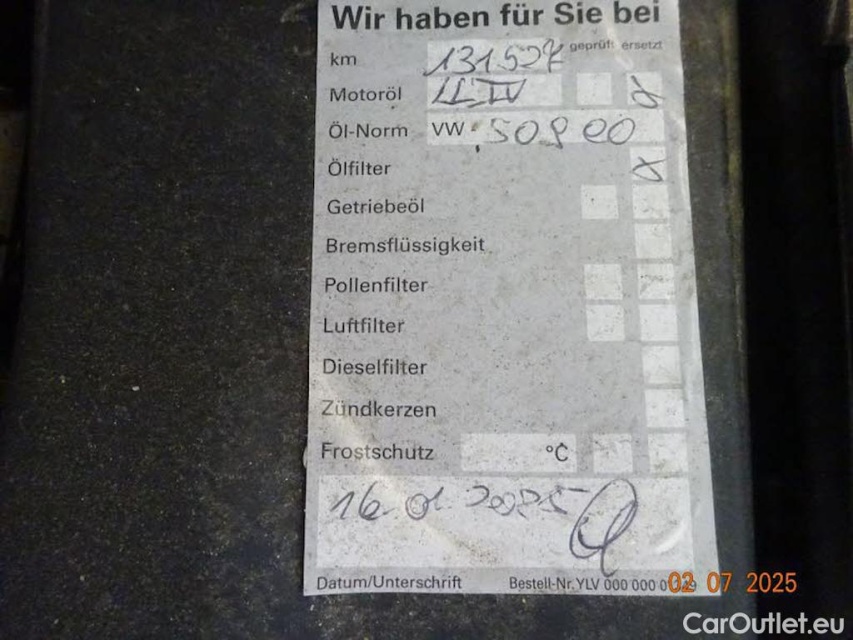 Wir haben für Sie bei
geprüft ersetzt
km 131527
Motoröl LL IV
Öl-Norm VW 508 00
Ölfilter
Getriebeöl
Bremsflüssigkeit
Pollenfilter
Luftfilter
Dieselfilter
Zündkerzen
Frostschutz °C
16.01.2025
Datum/Unterschrift Bestell-Nr. YLV 000 000
02 07 2025
CarOutlet.eu